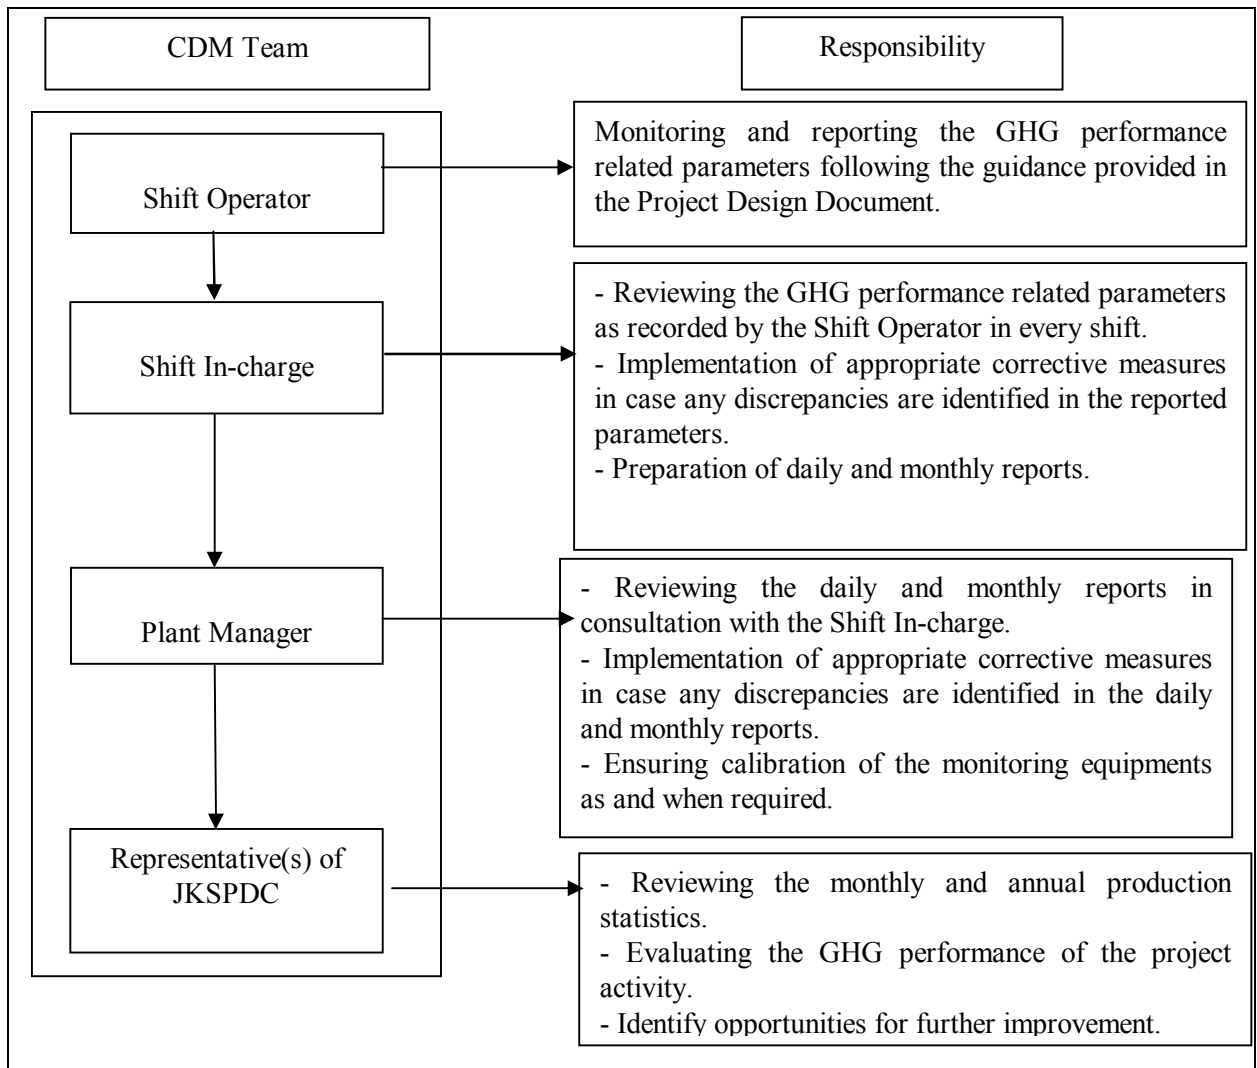 CDM Team
Responsibility
Shift Operator
Monitoring and reporting the GHG performance
related parameters following the guidance provided in
the Project Design Document.
Shift In-charge
- Reviewing the GHG performance related parameters
as recorded by the Shift Operator in every shift.
- Implementation of appropriate corrective measures
in case any discrepancies are identified in the reported
parameters.
- Preparation of daily and monthly reports.
Plant Manager
- Reviewing the daily and monthly reports in
consultation with the Shift In-charge.
- Implementation of appropriate corrective measures
in case any discrepancies are identified in the daily
and monthly reports.
- Ensuring calibration of the monitoring equipments
as and when required.
Representative(s) of
JKSPDC
- Reviewing the monthly and annual production
statistics.
- Evaluating the GHG performance of the project
activity.
- Identify opportunities for further improvement.